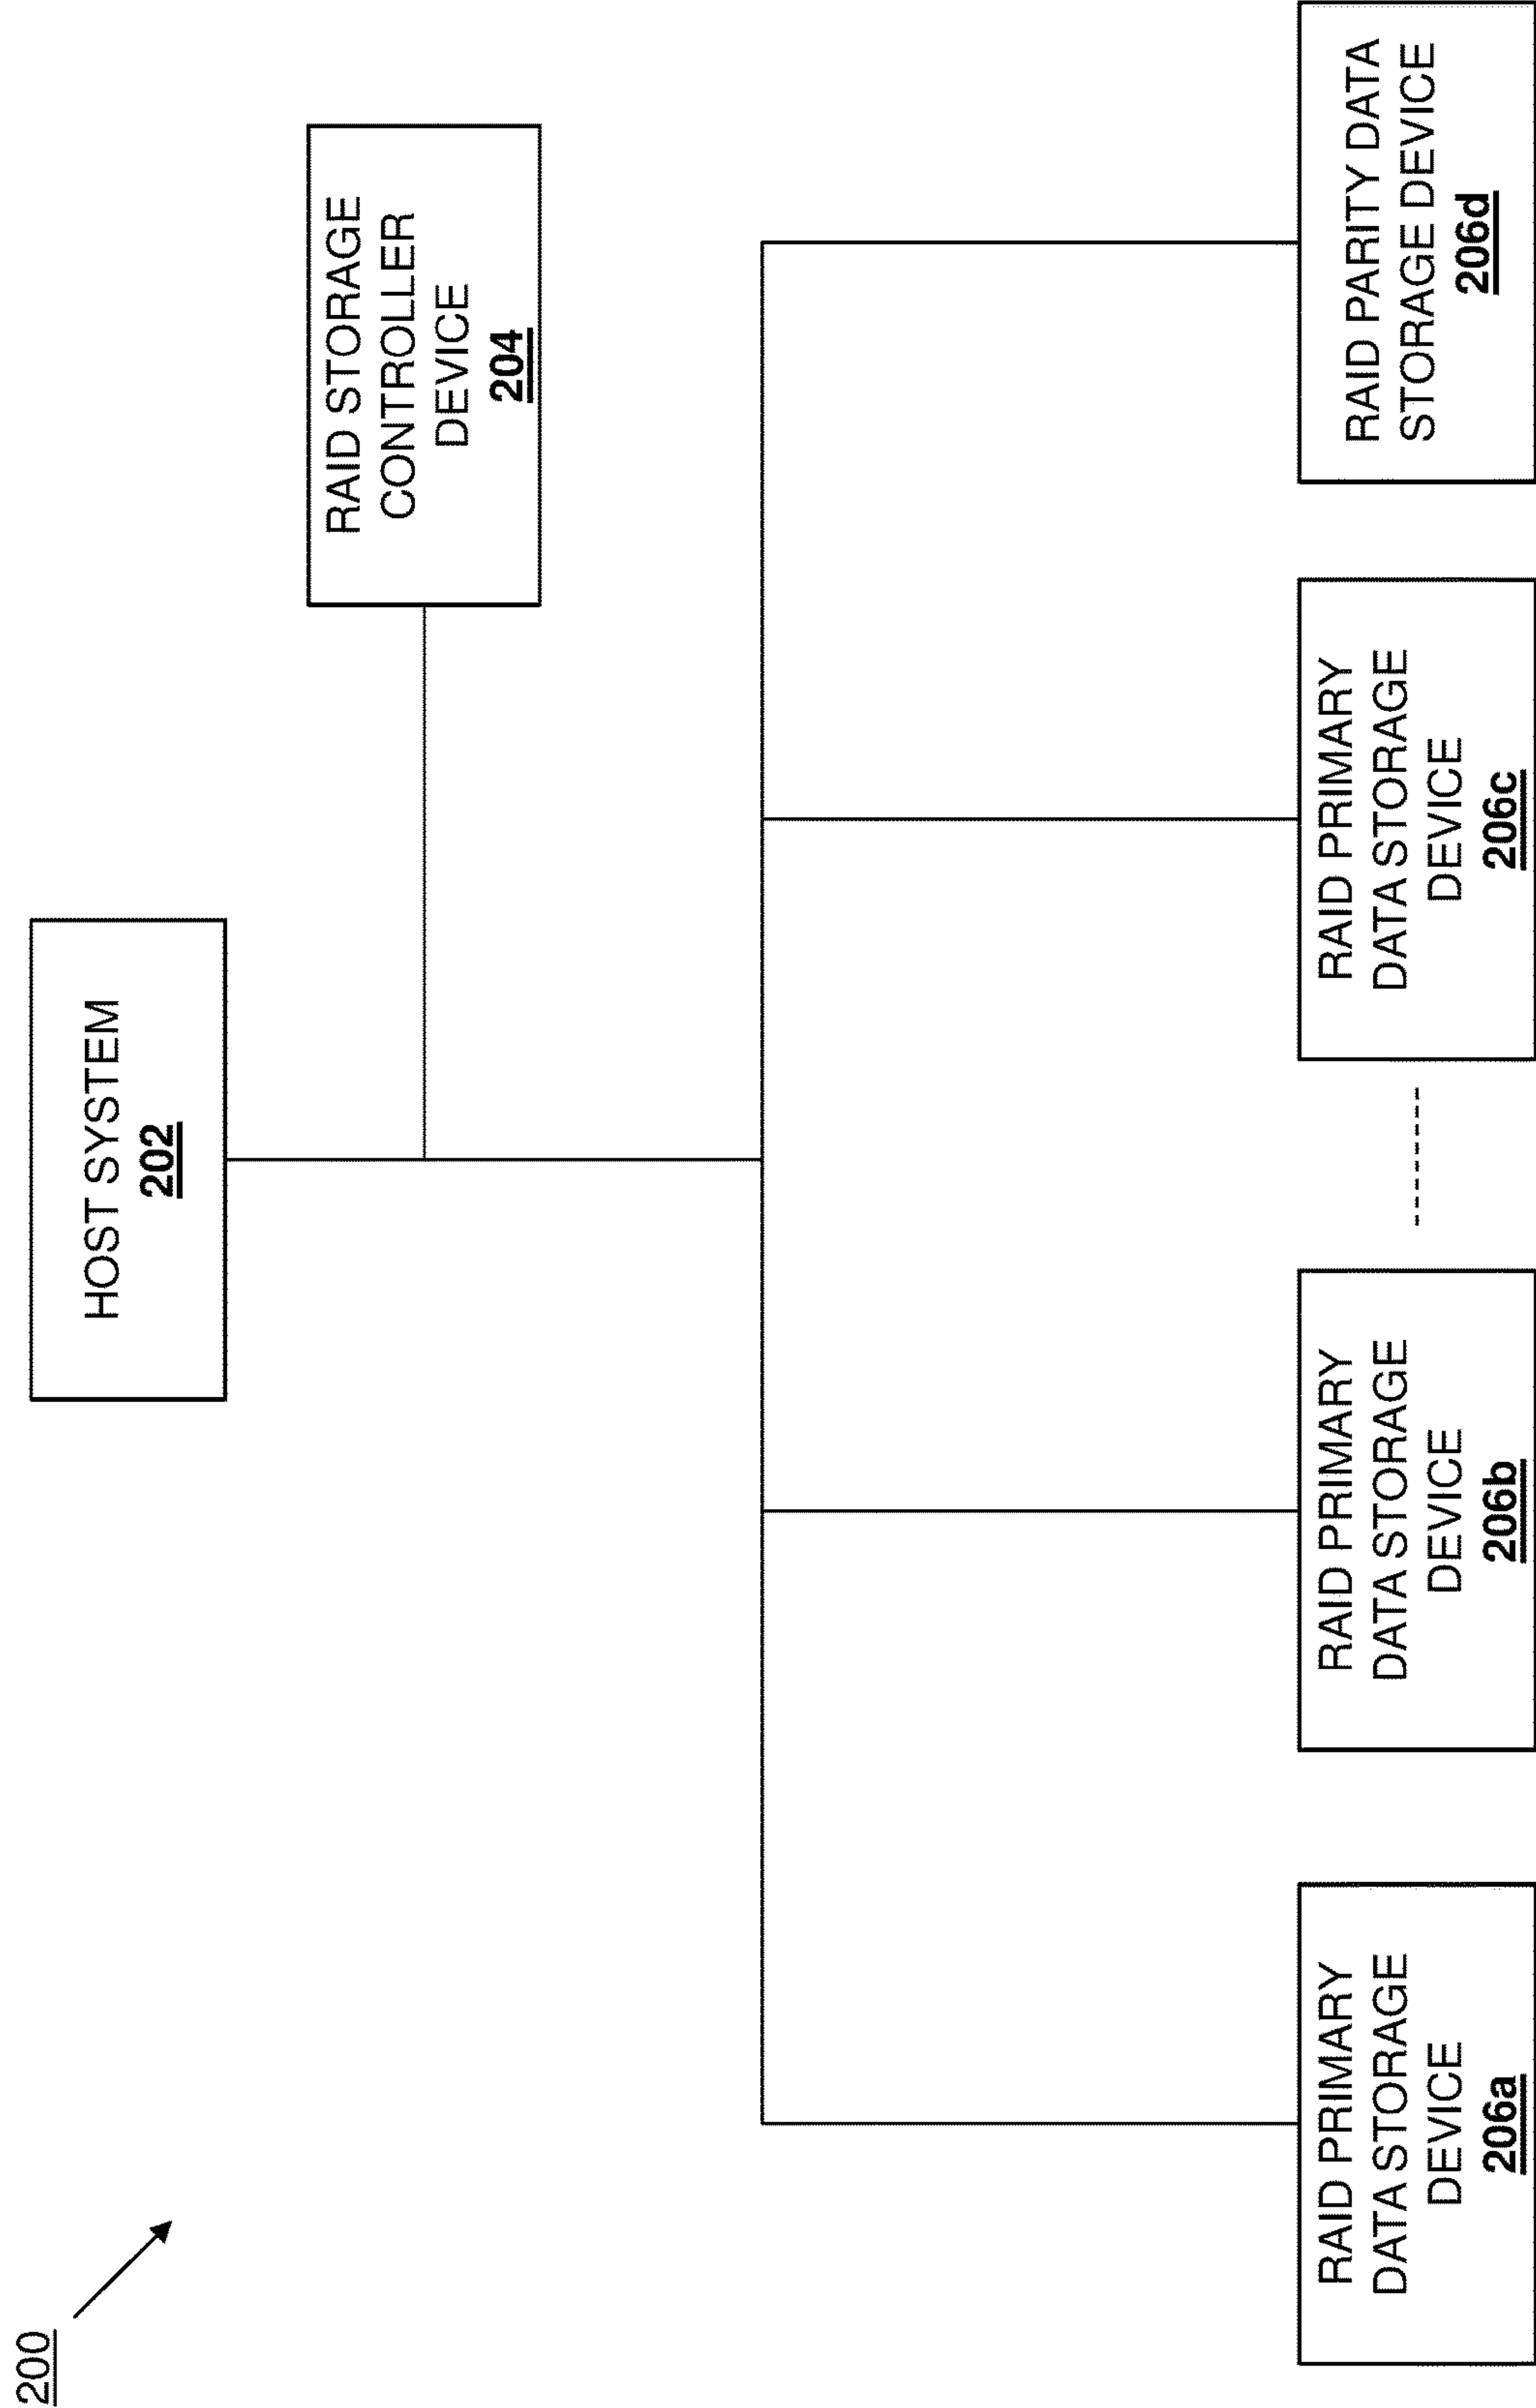 200
HOST SYSTEM
202
RAID STORAGE
CONTROLLER
DEVICE
204
RAID PRIMARY
DATA STORAGE
DEVICE
206a
RAID PRIMARY
DATA STORAGE
DEVICE
206b
RAID PRIMARY
DATA STORAGE
DEVICE
206c
RAID PARITY DATA
STORAGE DEVICE
206d